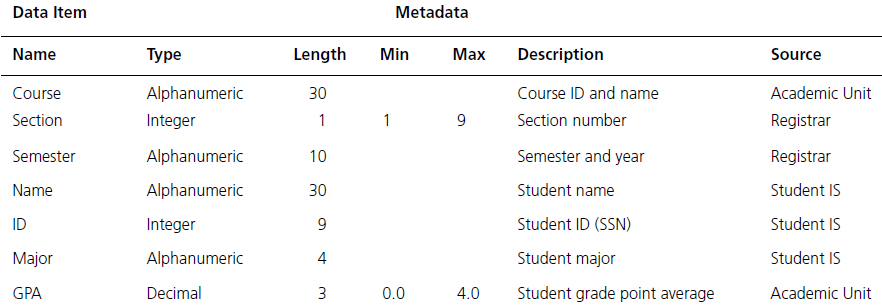 Data Item Metadata
Name Type Length Min Max Description Source
Course Alphanumeric 30 Course ID and name Academic Unit
Section Integer 1 1 9 Section number Registrar
Semester Alphanumeric 10 Semester and year Registrar
Name Alphanumeric 30 Student name Student IS
ID Integer 9 Student ID (SSN) Student IS
Major Alphanumeric 4 Student major Student IS
GPA Decimal 3 0.0 4.0 Student grade point average Academic Unit